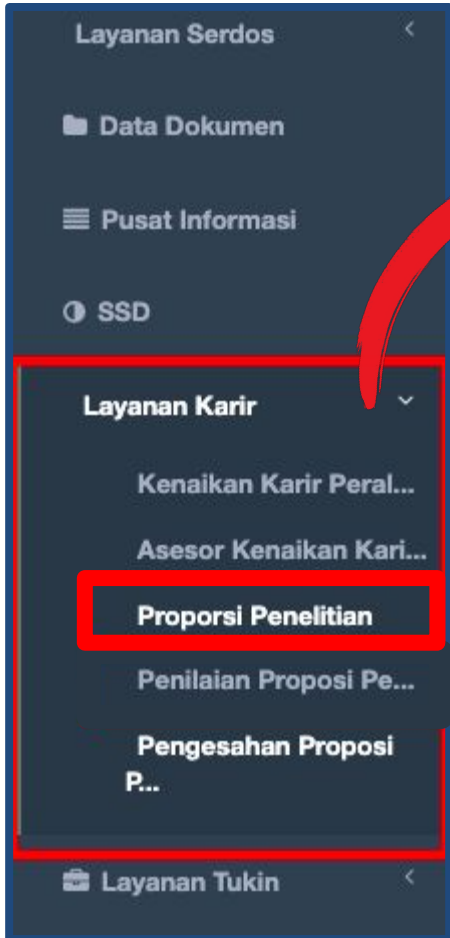 Layanan Serdos
Data Dokumen
Pusat Informasi
SSD
Layanan Karir
Kenaikan Karir Peral...
Asesor Kenaikan Kari...
Proporsi Penelitian
Penilaian Proposi Pe...
Pengesahan Proposi
P...
Layanan Tukin